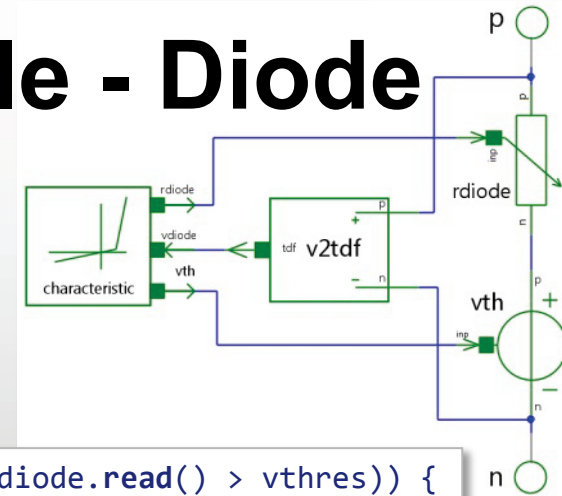 le - Diode
p
p
rdiode
inp
rdiode
n
vdiode
tdf
v2tdf
p
+
−
n
vth
characteristic
vth
p
+
inp
−
n
diode.read() > vthres)) {
n